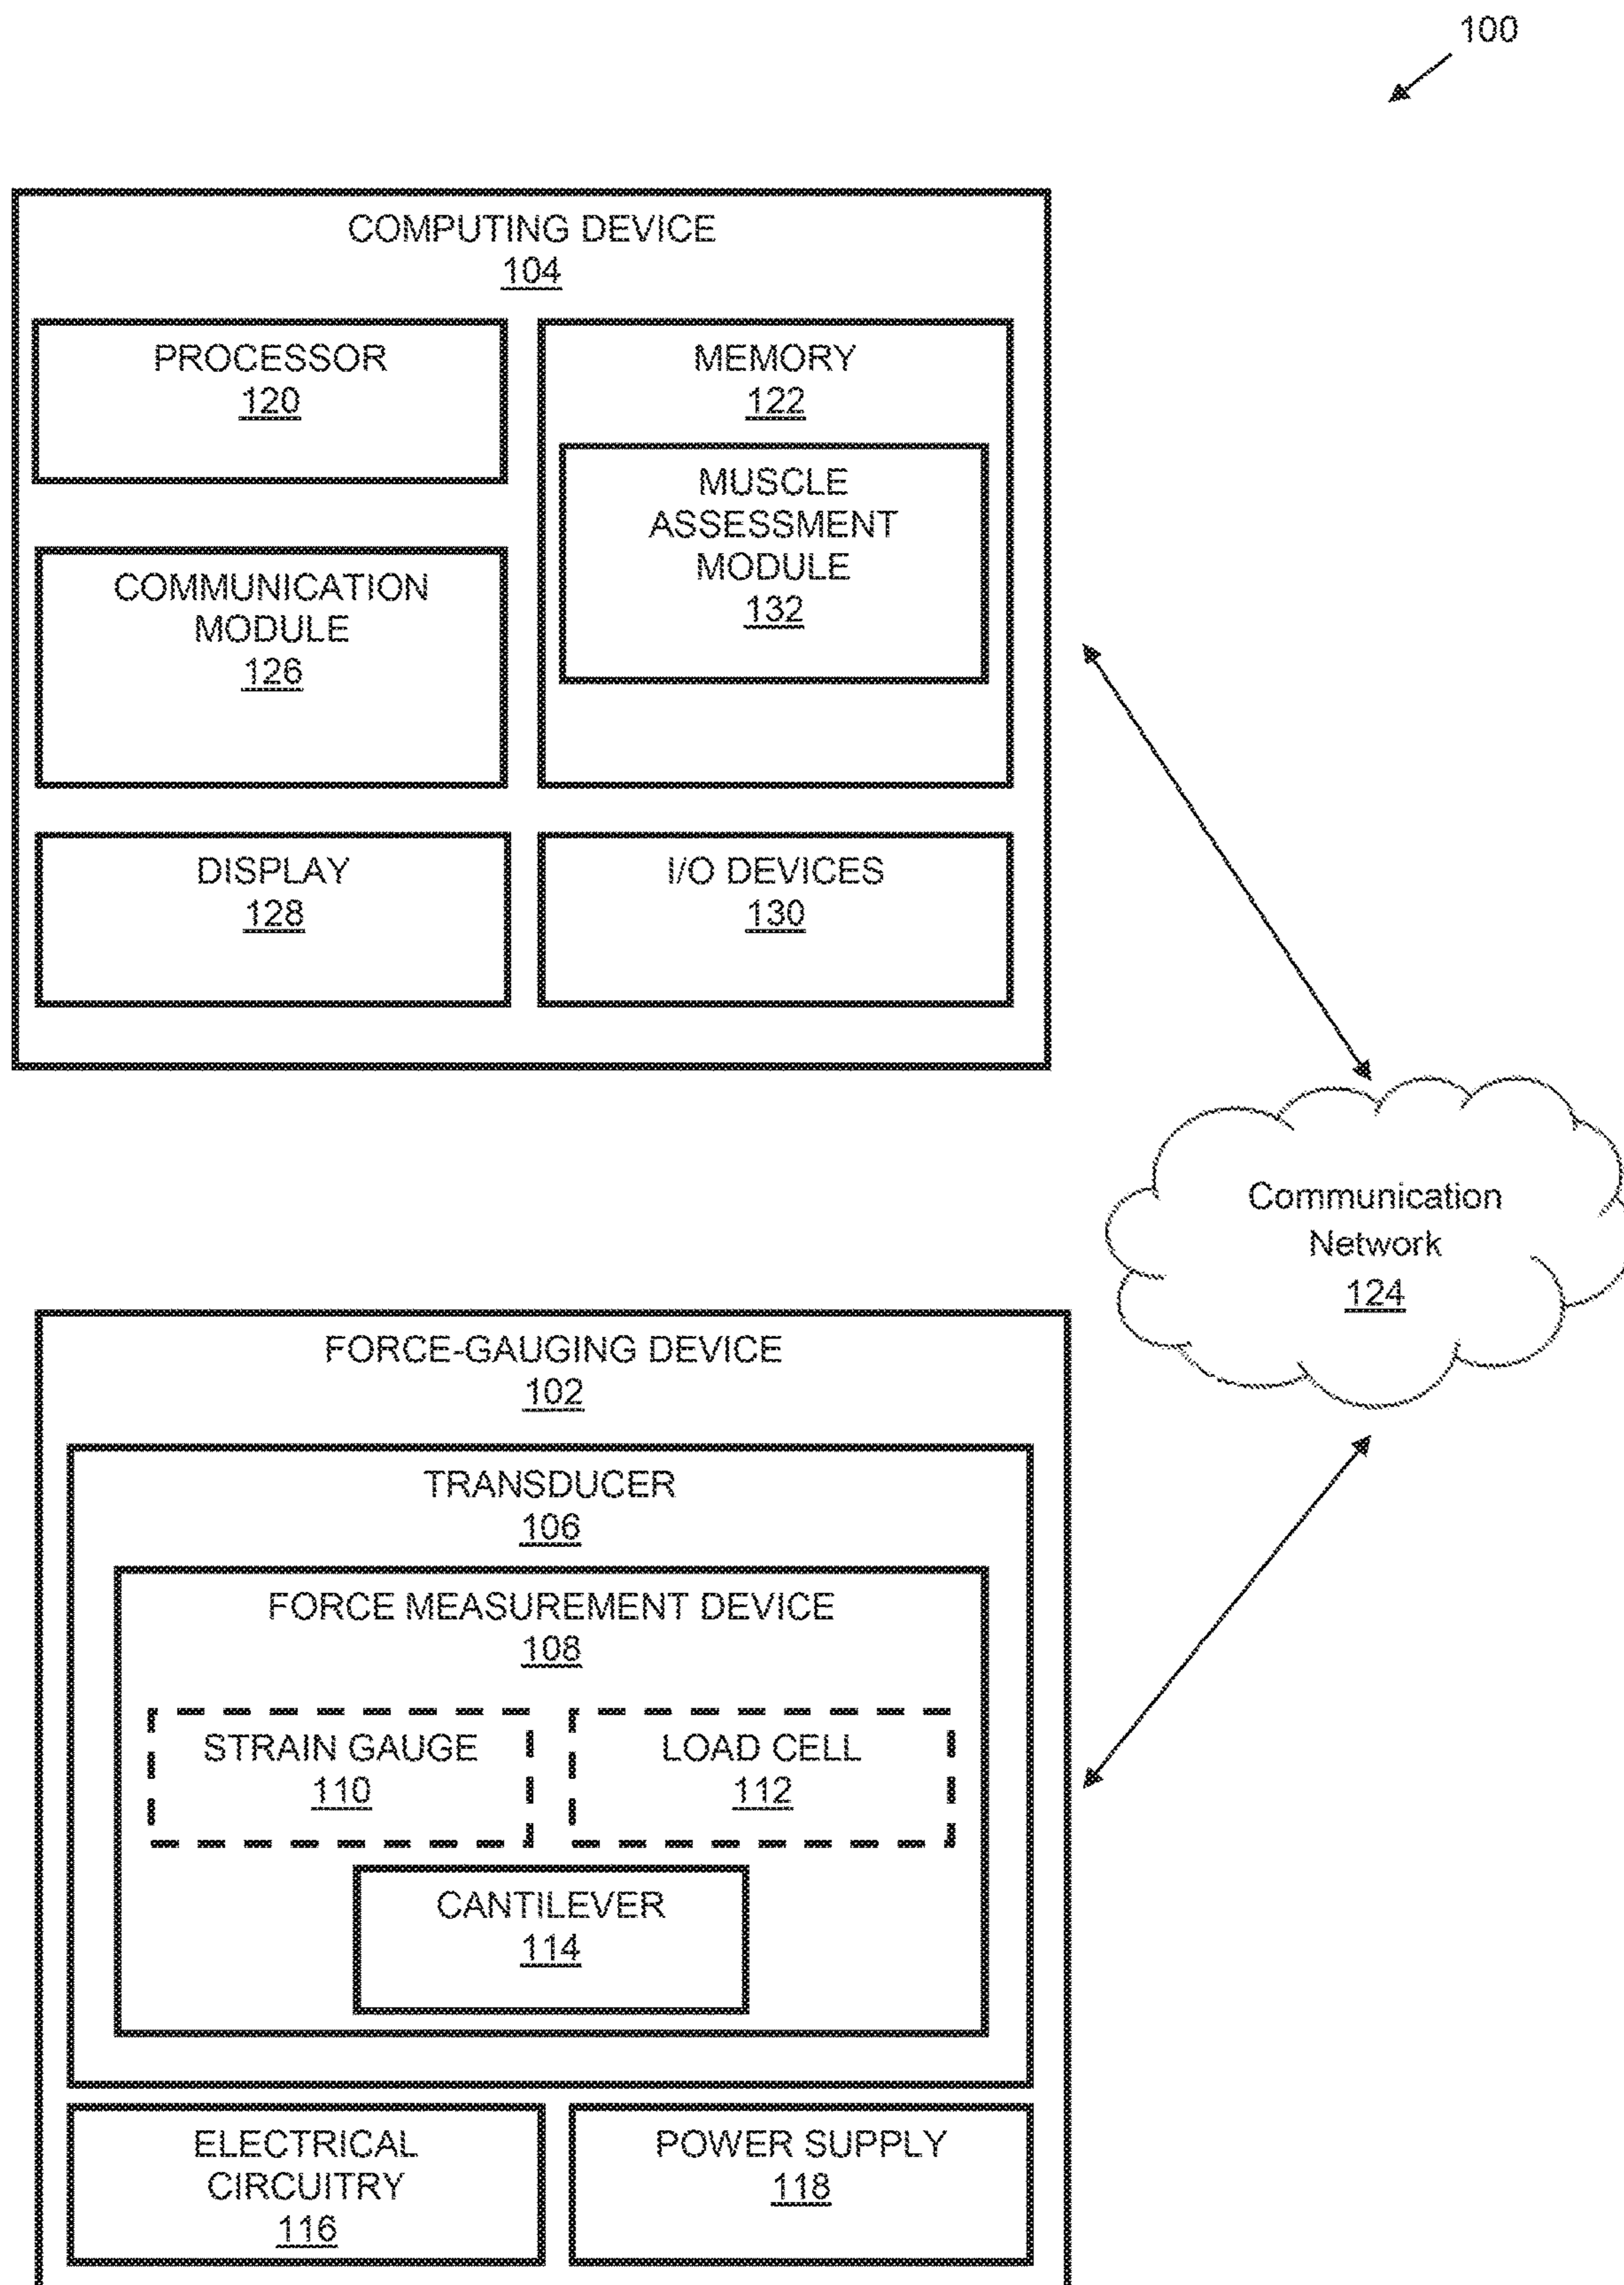 100
COMPUTING DEVICE
104
PROCESSOR
120
MEMORY
122
MUSCLE
ASSESSMENT
MODULE
132
COMMUNICATION
MODULE
126
DISPLAY
128
I/O DEVICES
130
Communication
Network
124
FORCE-GAUGING DEVICE
102
TRANSDUCER
106
FORCE MEASUREMENT DEVICE
108
STRAIN GAUGE
110
LOAD CELL
112
CANTILEVER
114
ELECTRICAL
CIRCUITRY
116
POWER SUPPLY
118